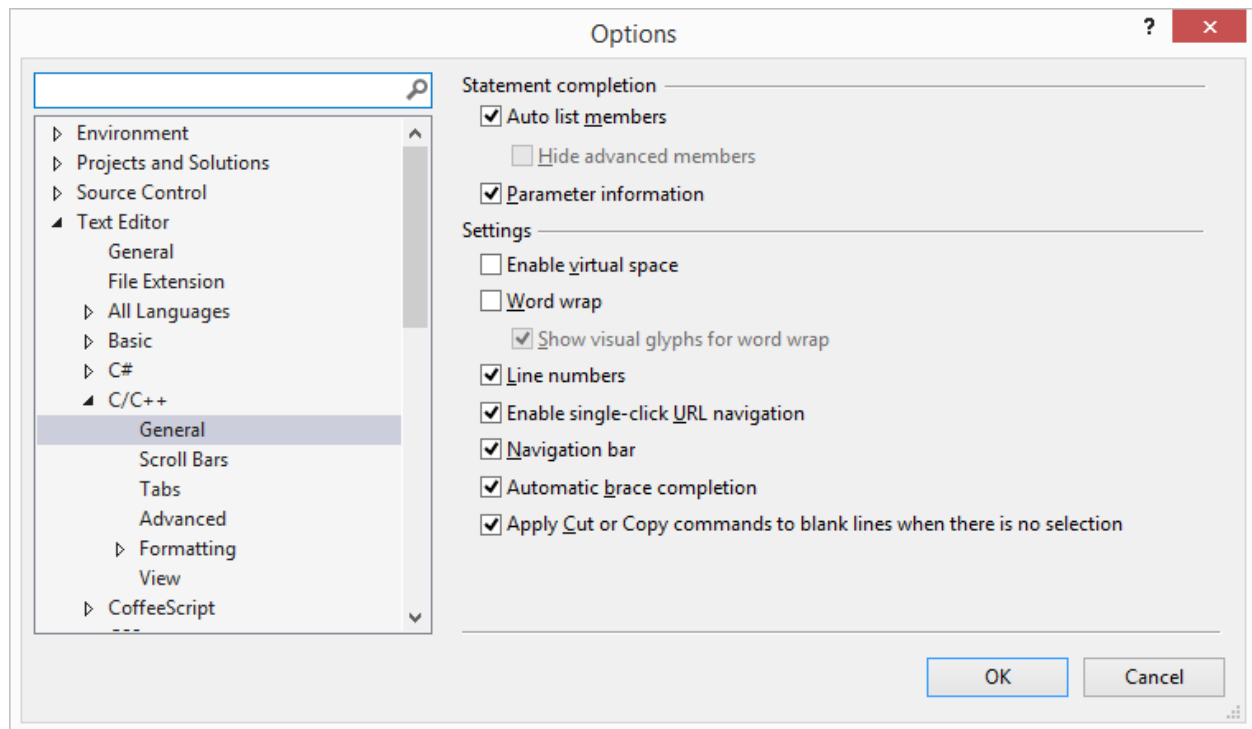 Options
?
Environment
Projects and Solutions
Source Control
Text Editor
General
File Extension
All Languages
Basic
C#
C/C++
General
Scroll Bars
Tabs
Advanced
Formatting
View
CoffeeScript
Statement completion
Auto list members
Hide advanced members
Parameter information
Settings
Enable virtual space
Word wrap
Show visual glyphs for word wrap
Line numbers
Enable single-click URL navigation
Navigation bar
Automatic brace completion
Apply Cut or Copy commands to blank lines when there is no selection
OK
Cancel